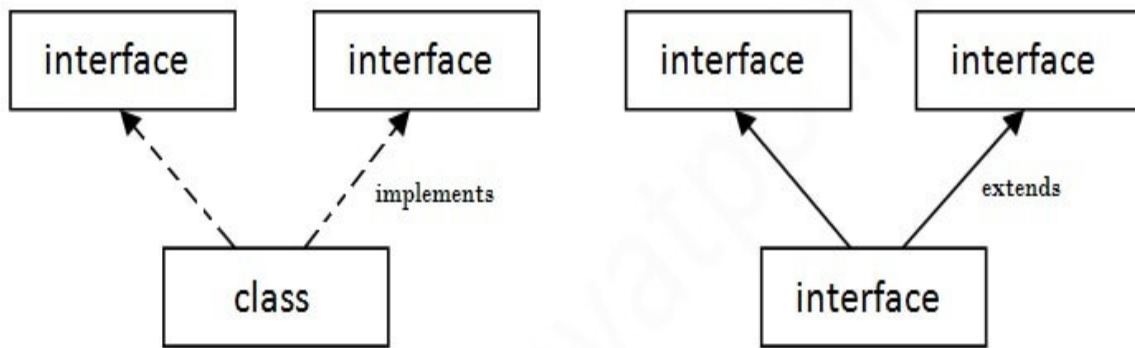 interface interface interface interface
implements extends
class interface